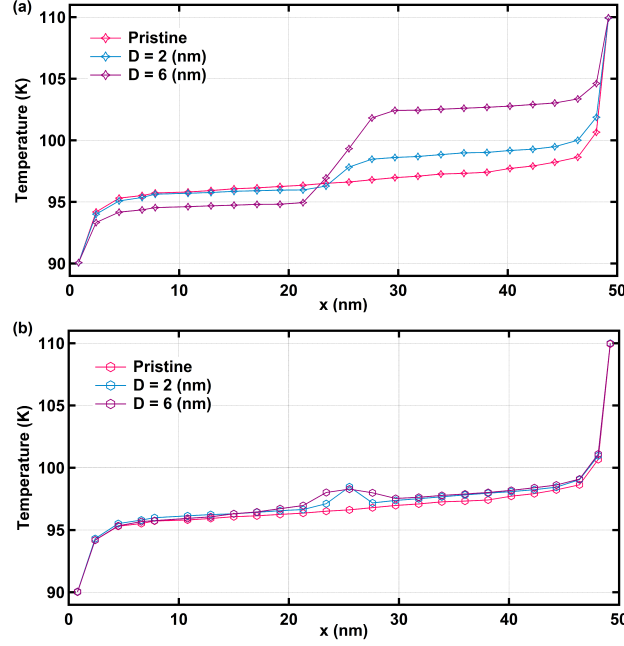 (a)
110
105
100
95
90
Temperature (K)
Pristine
D = 2 (nm)
D = 6 (nm)
0 10 20 30 40 50
x (nm)
(b)
110
105
100
95
90
Temperature (K)
Pristine
D = 2 (nm)
D = 6 (nm)
0 10 20 30 40 50
x (nm)